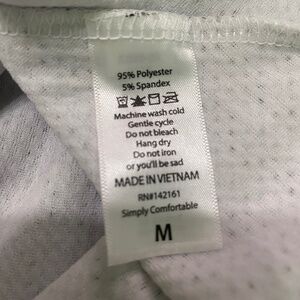 95% Polyester
5% Spandex
Machine wash cold
Gentle cycle
Do not bleach
Hang dry
Do not iron
or you'll be sad
MADE IN VIETNAM
RN#142161
Simply Comfortable
M